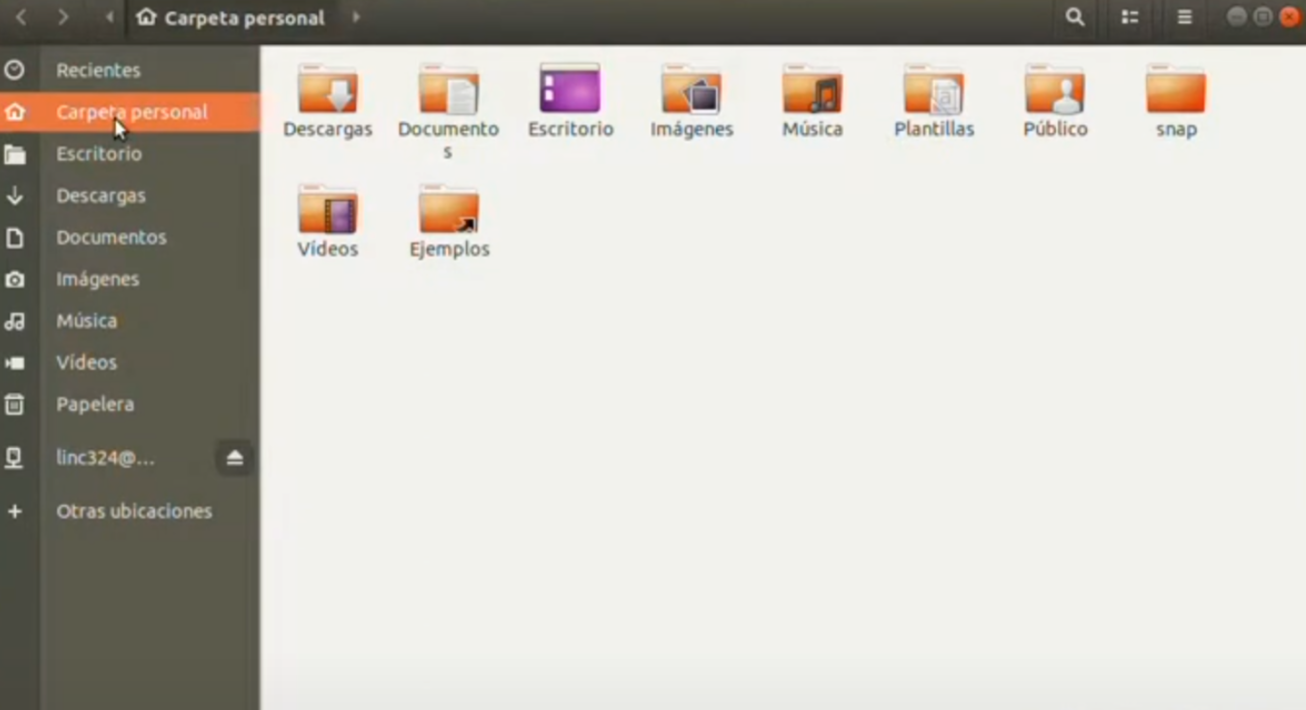 Carpeta personal
Recientes
Carpeta personal
Escritorio
Descargas
Documentos
Imágenes
Música
Vídeos
Papelera
linc324@...
Otras ubicaciones
Descargas
Documento
s
Escritorio
Imágenes
Música
Plantillas
Público
snap
Vídeos
Ejemplos